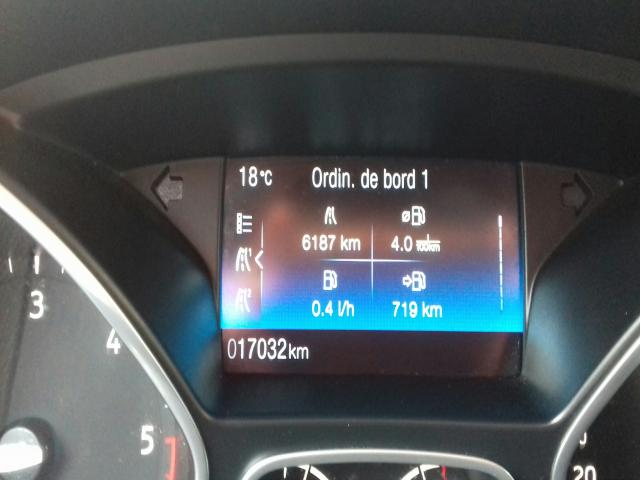 18°C Ordin. de bord 1
6187 km 4.0 l/100km
0.4 l/h 719 km
017032km
3
4
5
20